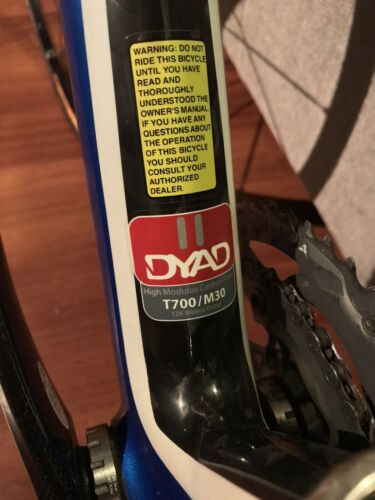 WARNING: DO NOT
RIDE THIS BICYCLE
UNTIL YOU HAVE
READ AND
THOROUGHLY
UNDERSTOOD THE
OWNER'S MANUAL
IF YOU HAVE ANY
QUESTIONS ABOUT
THE OPERATION
OF THIS BICYCLE
YOU SHOULD
CONSULT YOUR
AUTHORIZED
DEALER.
DYAD
High Modulus Carbon
T700/M30
12K Weave